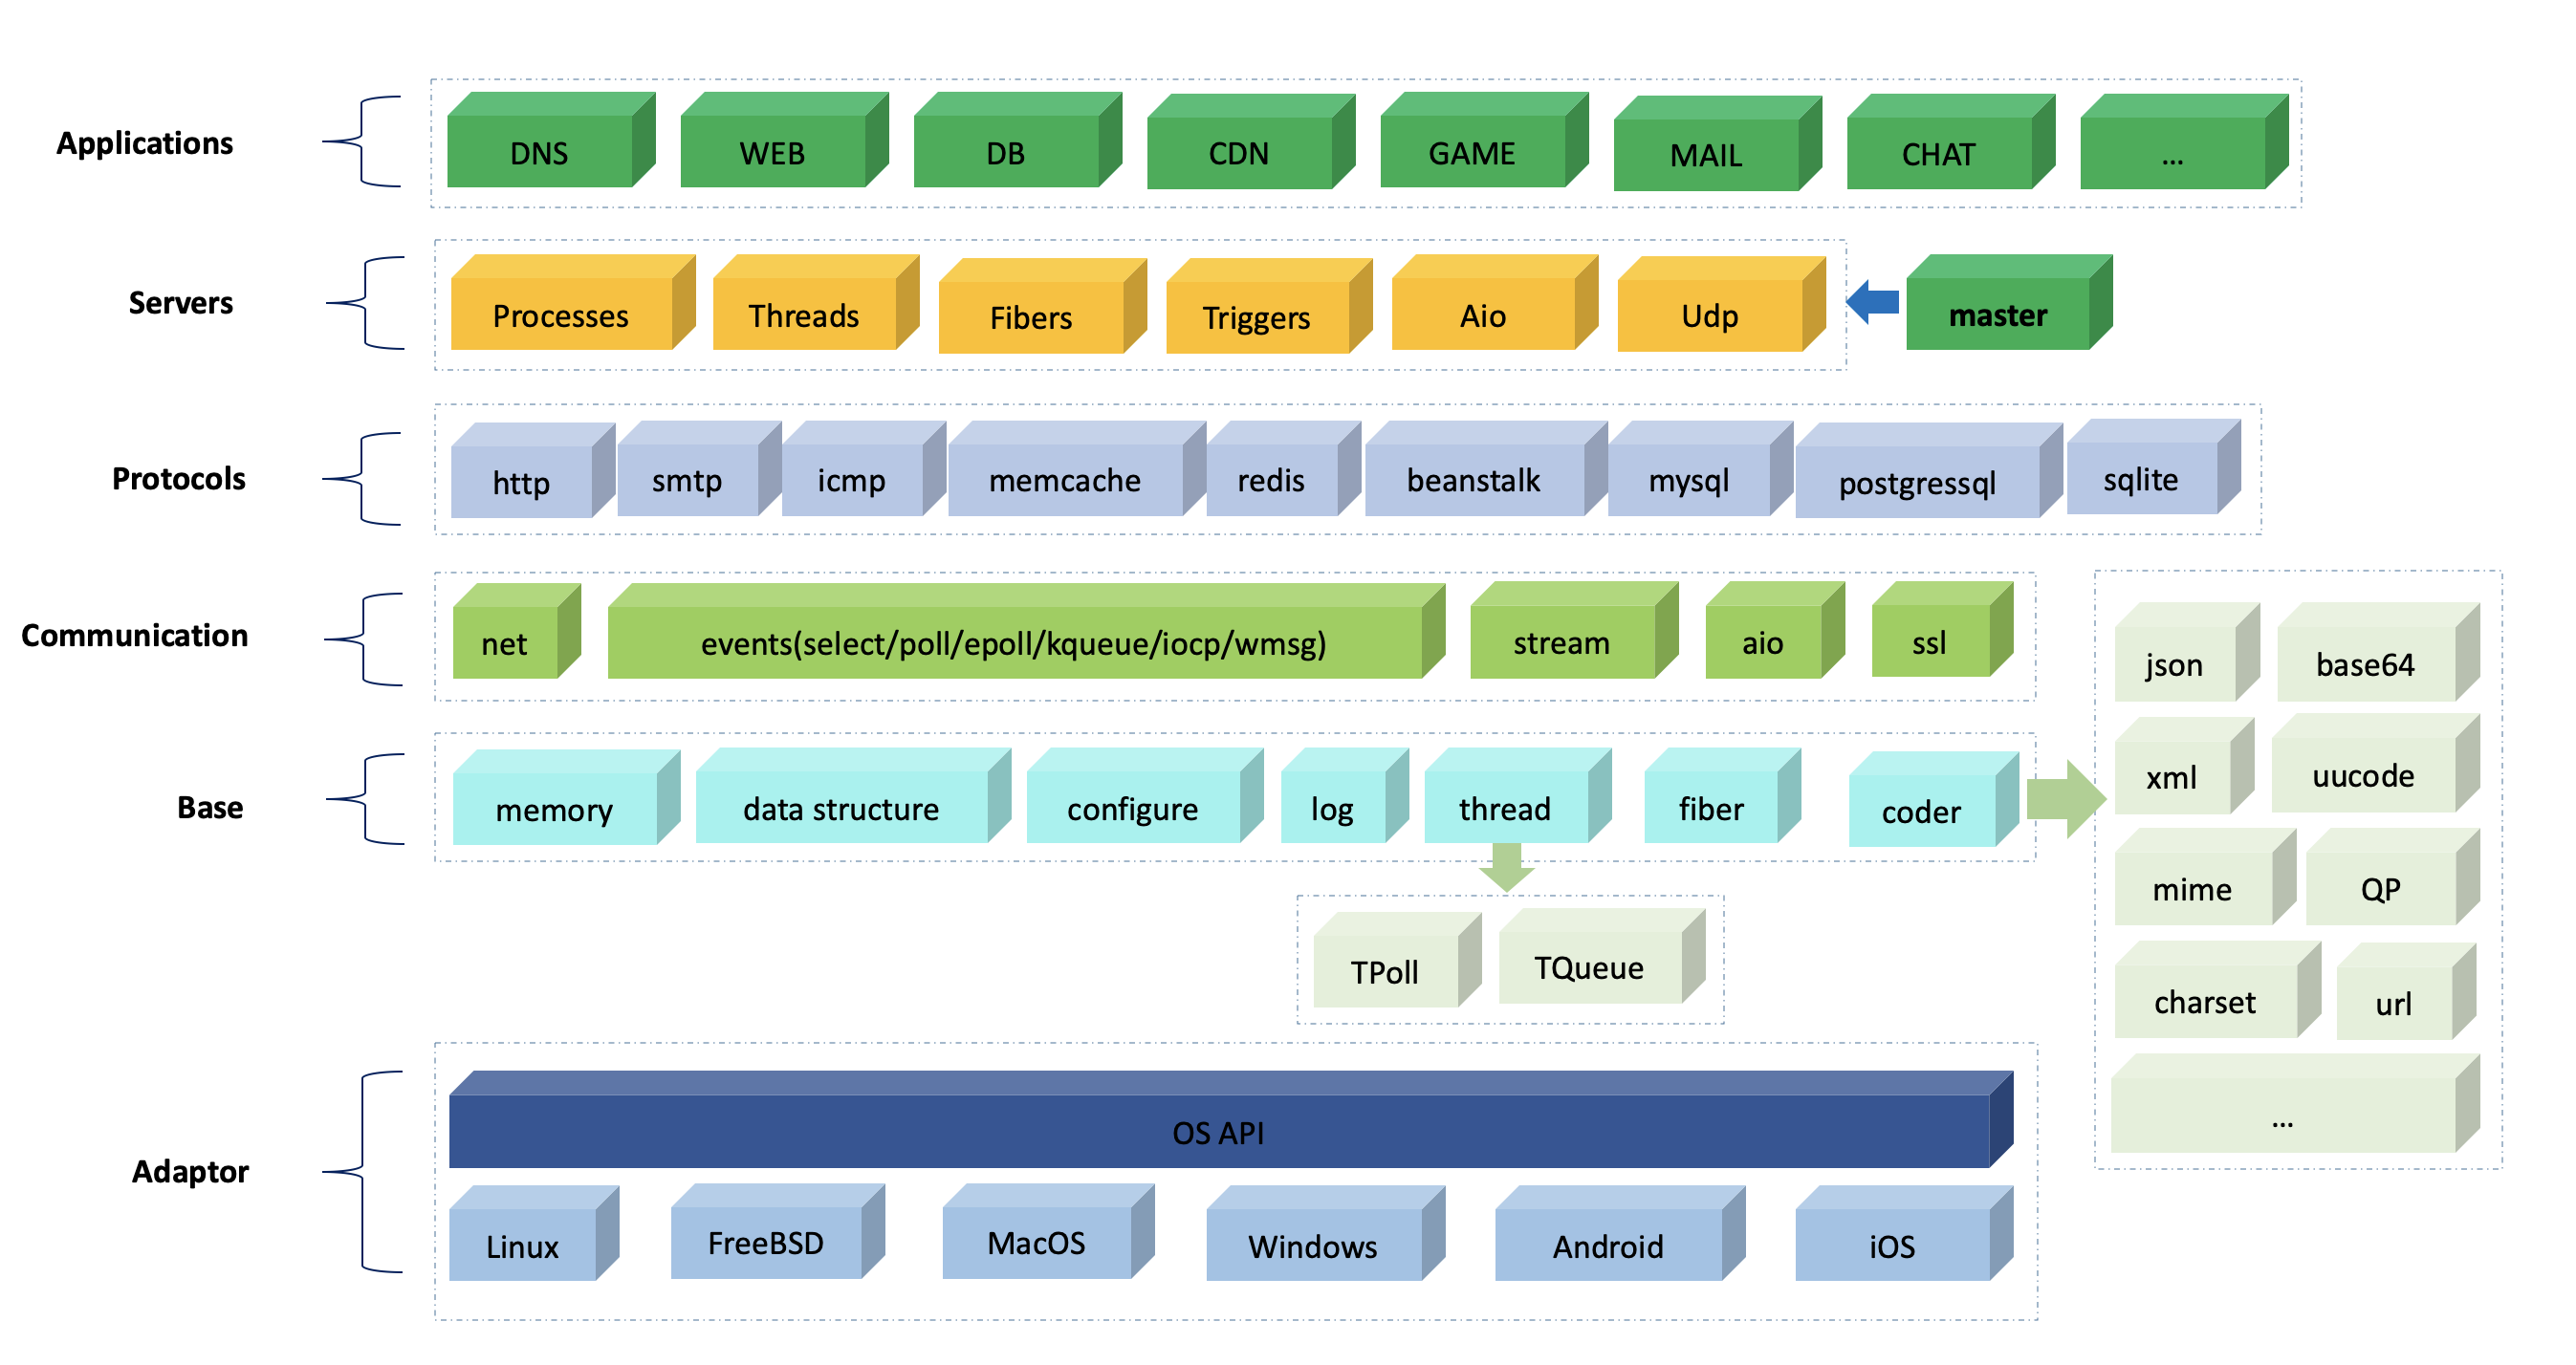 Applications
DNS
WEB
DB
CDN
GAME
MAIL
CHAT
...
Servers
Processes
Threads
Fibers
Triggers
Aio
Udp
master
Protocols
http
smtp
icmp
memcache
redis
beanstalk
mysql
postgressql
sqlite
Communication
net
events(select/poll/epoll/kqueue/iocp/wmsg)
stream
aio
ssl
Base
memory
data structure
configure
log
thread
fiber
coder
json
base64
xml
uucode
mime
QP
charset
url
...
TPoll
TQueue
Adaptor
OS API
Linux
FreeBSD
MacOS
Windows
Android
iOS